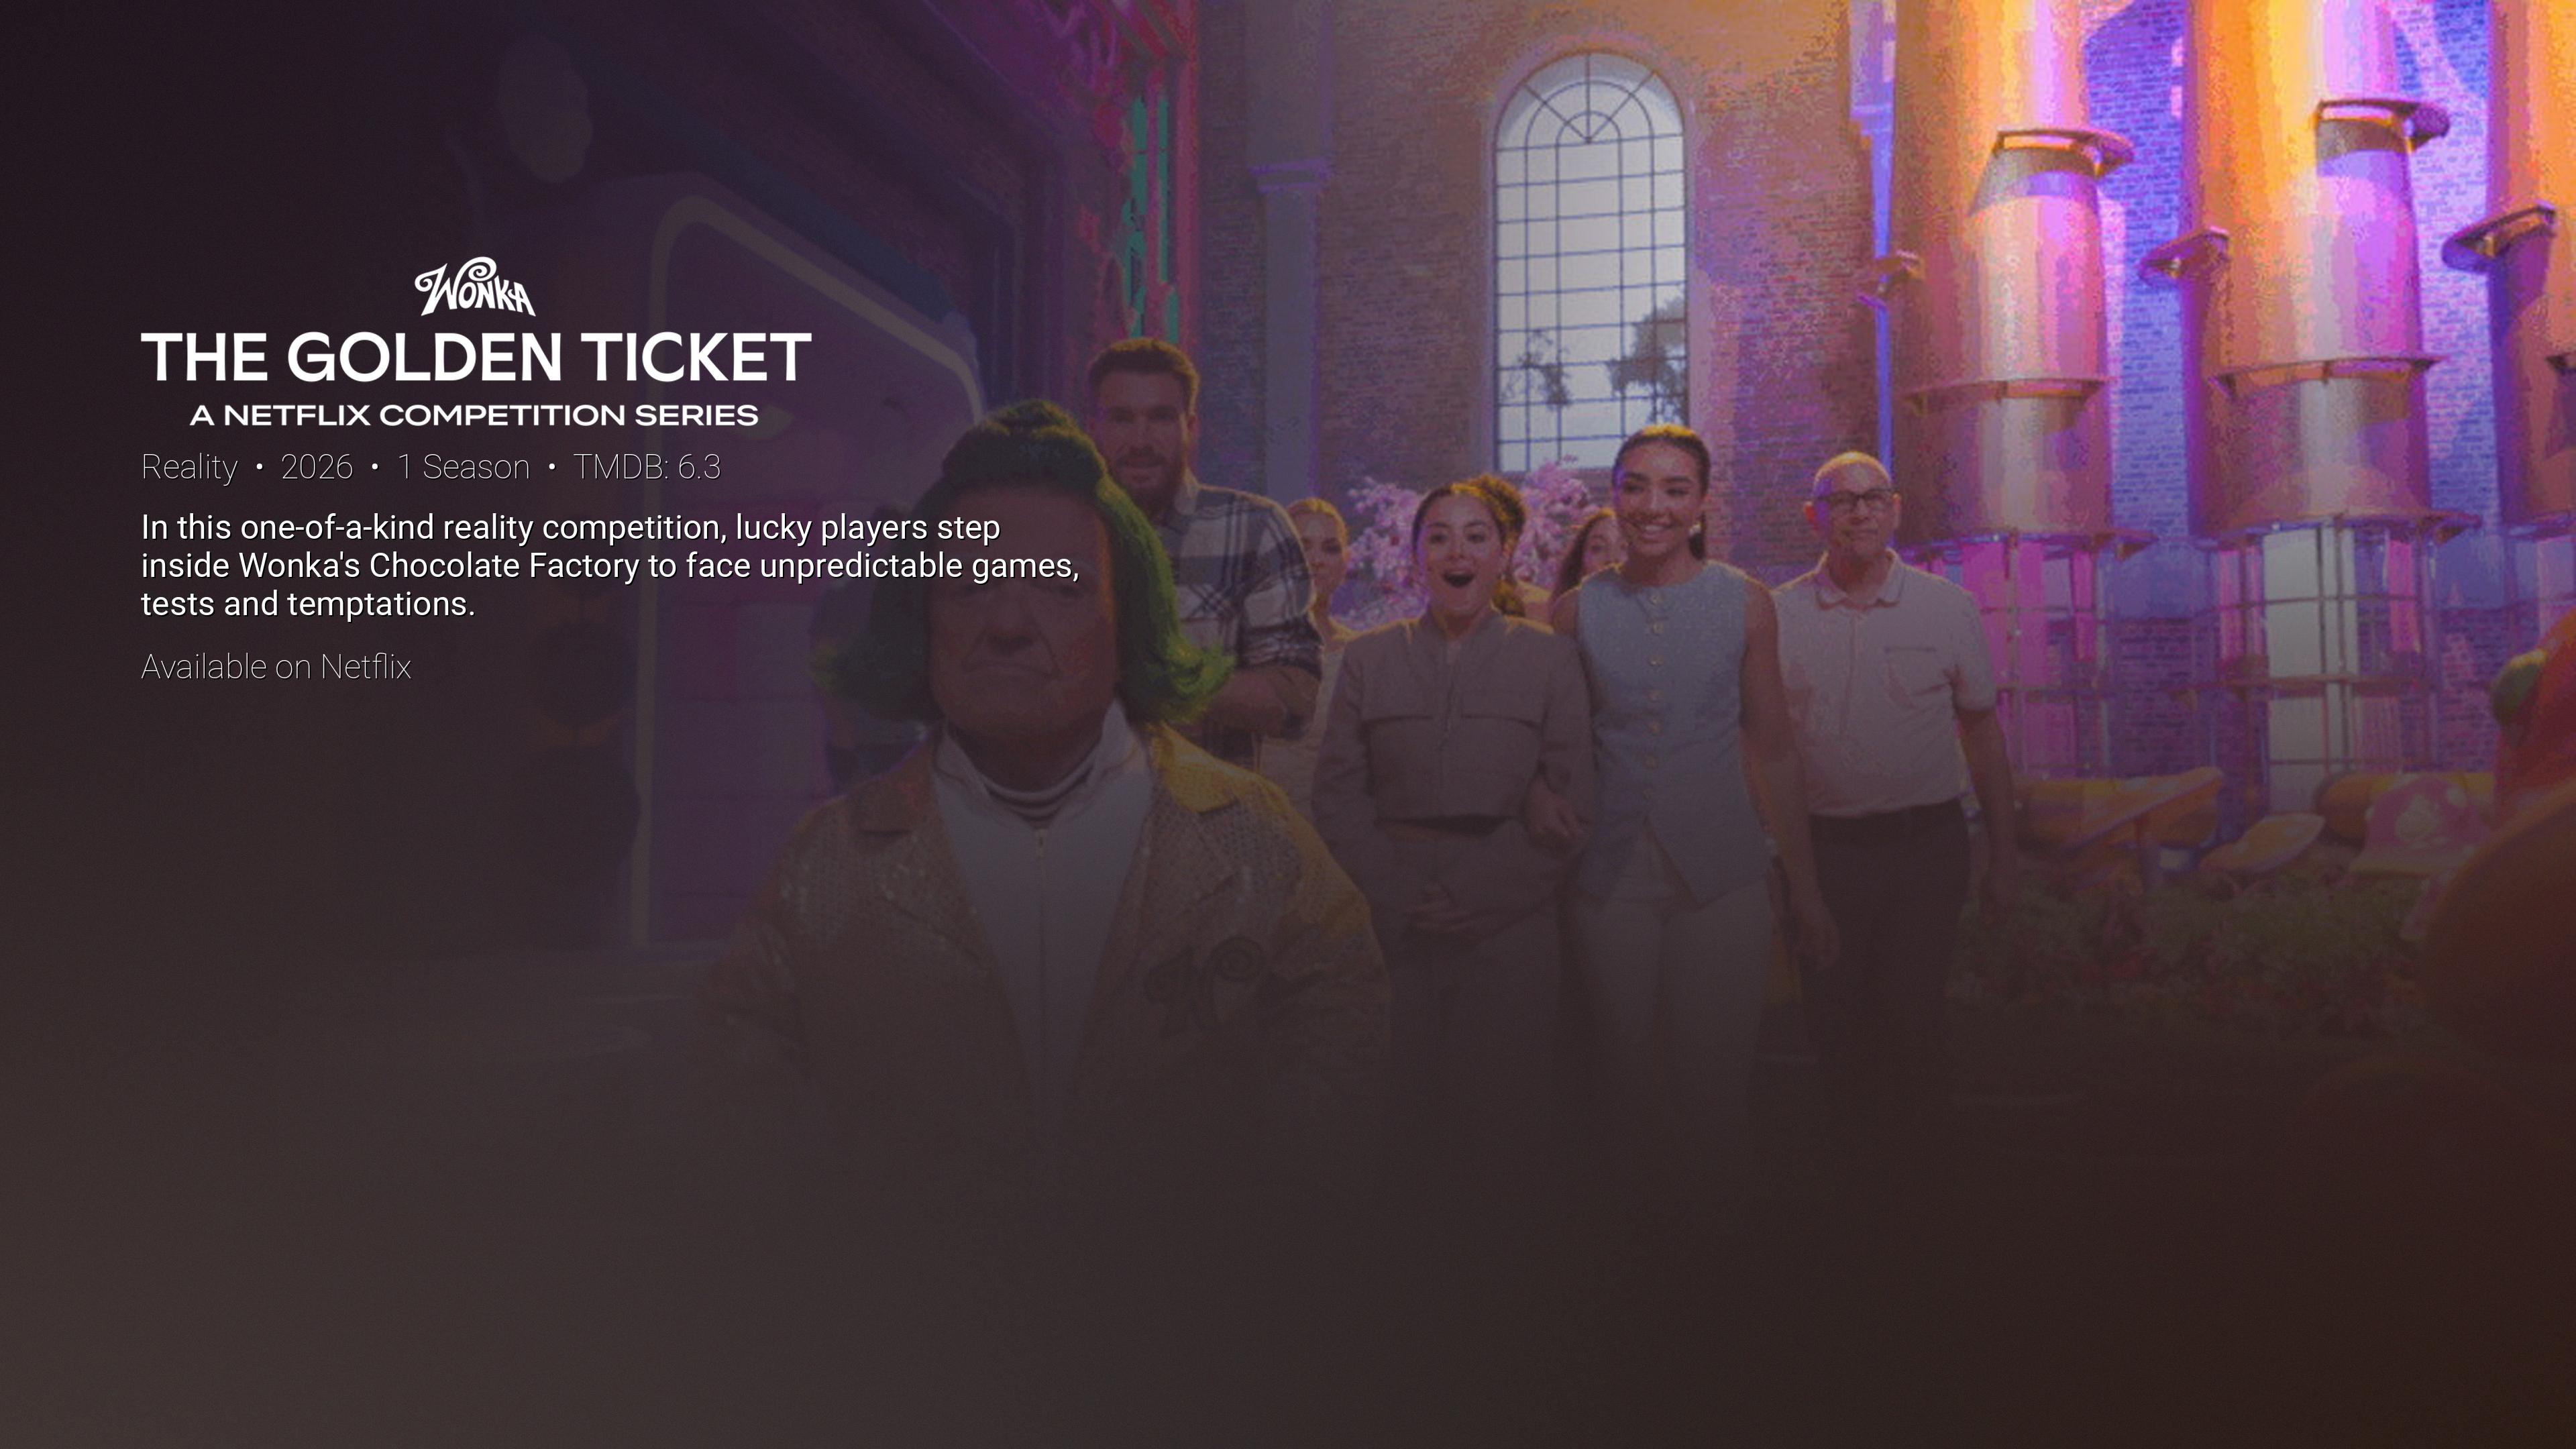 WONKA
THE GOLDEN TICKET
A NETFLIX COMPETITION SERIES
Reality • 2026 • 1 Season • TMDB: 6.3
In this one-of-a-kind reality competition, lucky players step
inside Wonka's Chocolate Factory to face unpredictable games,
tests and temptations.
Available on Netflix
W